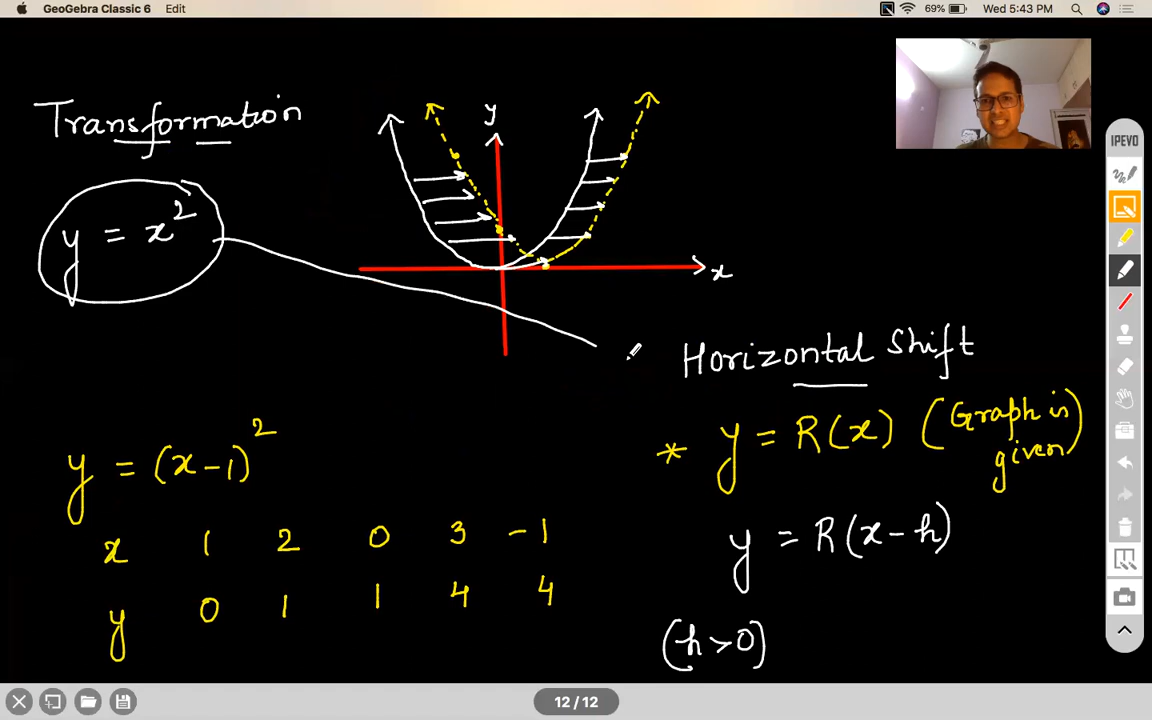 GeoGebra Classic 6 Edit
69% Wed 5:43 PM
Transformation
y
x
y = x²
IPEVO
Horizontal Shift
* y = R(x) (Graph is given)
y = (x-1)²
x 1 2 0 3 -1
y 0 1 1 4 4
y = R(x-h)
(h>0)
12 / 12